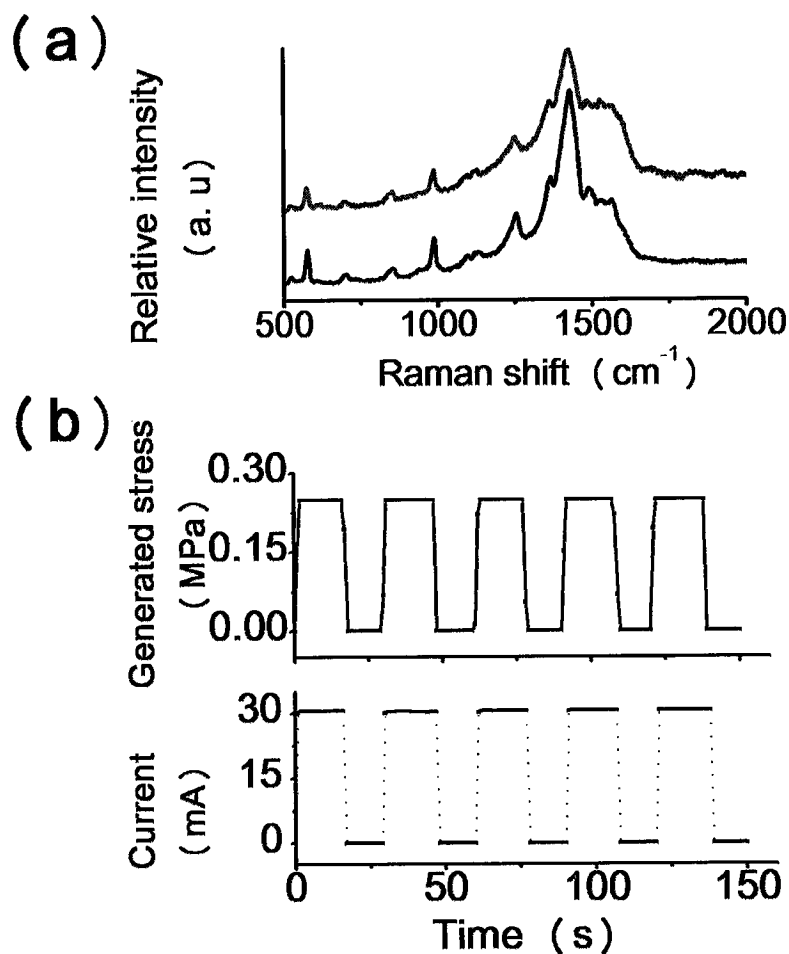 (a)
Relative intensity
(a. u)
500 1000 1500 2000
Raman shift (cm⁻¹)
(b)
Generated stress
(MPa)
0.30
0.15
0.00
Current
(mA)
30
15
0
0 50 100 150
Time (s)